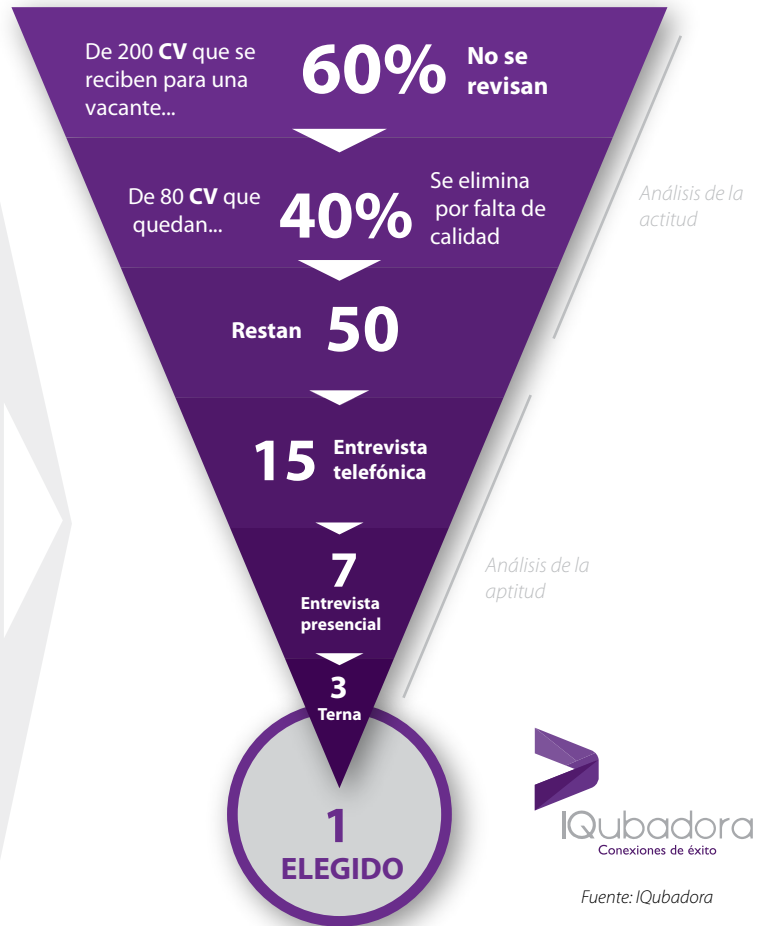 De 200 CV que se
reciben para una
vacante...
60%
No se
revisan
De 80 CV que
quedan...
40%
Se elimina
por falta de
calidad
Análisis de la
actitud
Restan 50
15
Entrevista
telefónica
7
Entrevista
presencial
Análisis de la
aptitud
3
Terna
1
ELEGIDO
IQubadora
Conexiones de éxito
Fuente: IQubadora